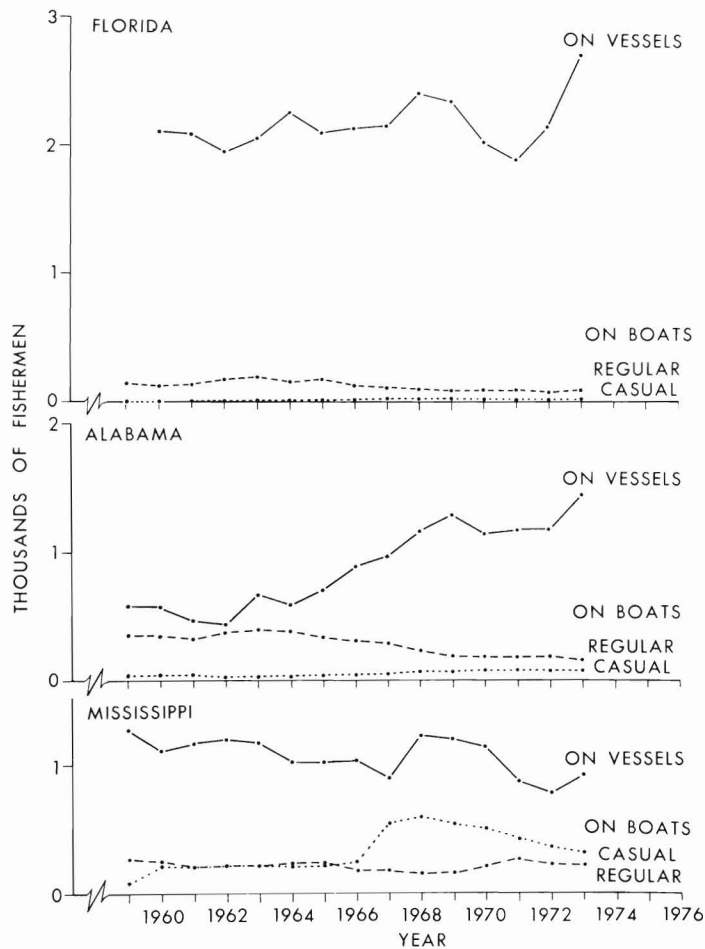 THOUSANDS OF FISHERMEN
3
FLORIDA
ON VESSELS
2
1
ON BOATS
REGULAR
CASUAL
0
2
ALABAMA
ON VESSELS
1
ON BOATS
REGULAR
CASUAL
0
MISSISSIPPI
1
ON VESSELS
ON BOATS
CASUAL
REGULAR
0
1960 1962 1964 1966 1968 1970 1972 1974 1976
YEAR